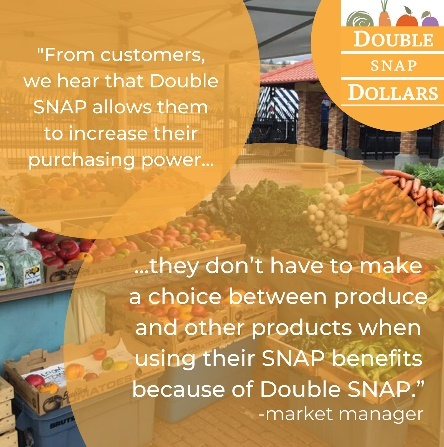 "From customers,
we hear that Double
SNAP allows them
to increase their
purchasing power...
DOUBLE
SNAP
DOLLARS
...they don't have to make
a choice between produce
and other products when
using their SNAP benefits
because of Double SNAP."
-market manager